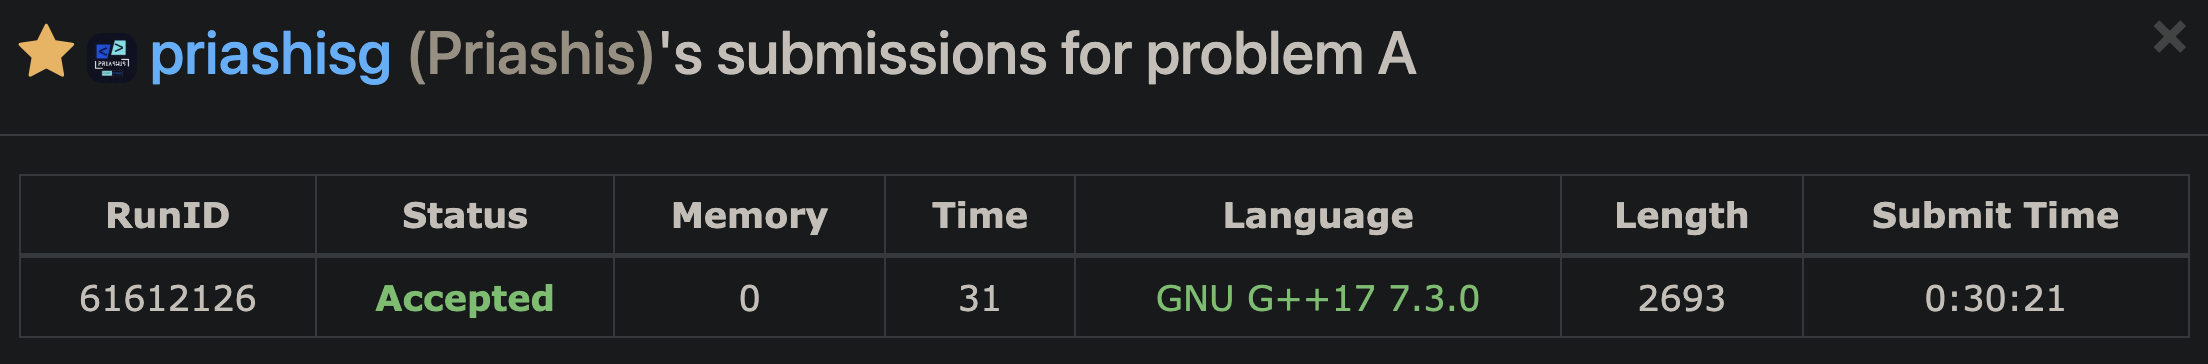 priashisg (Priashis)'s submissions for problem A
RunID Status Memory Time Language Length Submit Time
61612126 Accepted 0 31 GNU G++17 7.3.0 2693 0:30:21